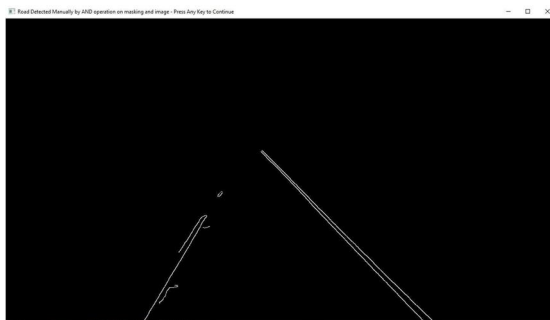 Road Detected Manually by AND operation on masking and image - Press Any Key to Continue